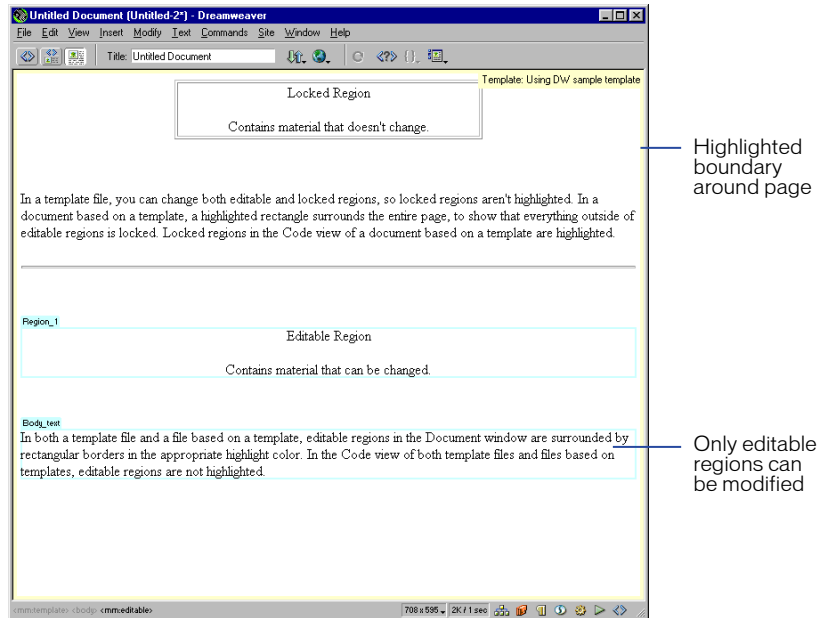 Untitled Document (Untitled-2*) - Dreamweaver
File Edit View Insert Modify Text Commands Site Window Help
Title: Untitled Document
Template: Using DW sample template
Locked Region
Contains material that doesn't change.
Highlighted
boundary
around page
In a template file, you can change both editable and locked regions, so locked regions aren't highlighted. In a
document based on a template, a highlighted rectangle surrounds the entire page, to show that everything outside of
editable regions is locked. Locked regions in the Code view of a document based on a template are highlighted.
Region_1
Editable Region
Contains material that can be changed.
Body_text
In both a template file and a file based on a template, editable regions in the Document window are surrounded by
rectangular borders in the appropriate highlight color. In the Code view of both template files and files based on
templates, editable regions are not highlighted.
Only editable
regions can
be modified
<mm:template> <body> <mm:editable>
708 x 595 2K / 1 sec